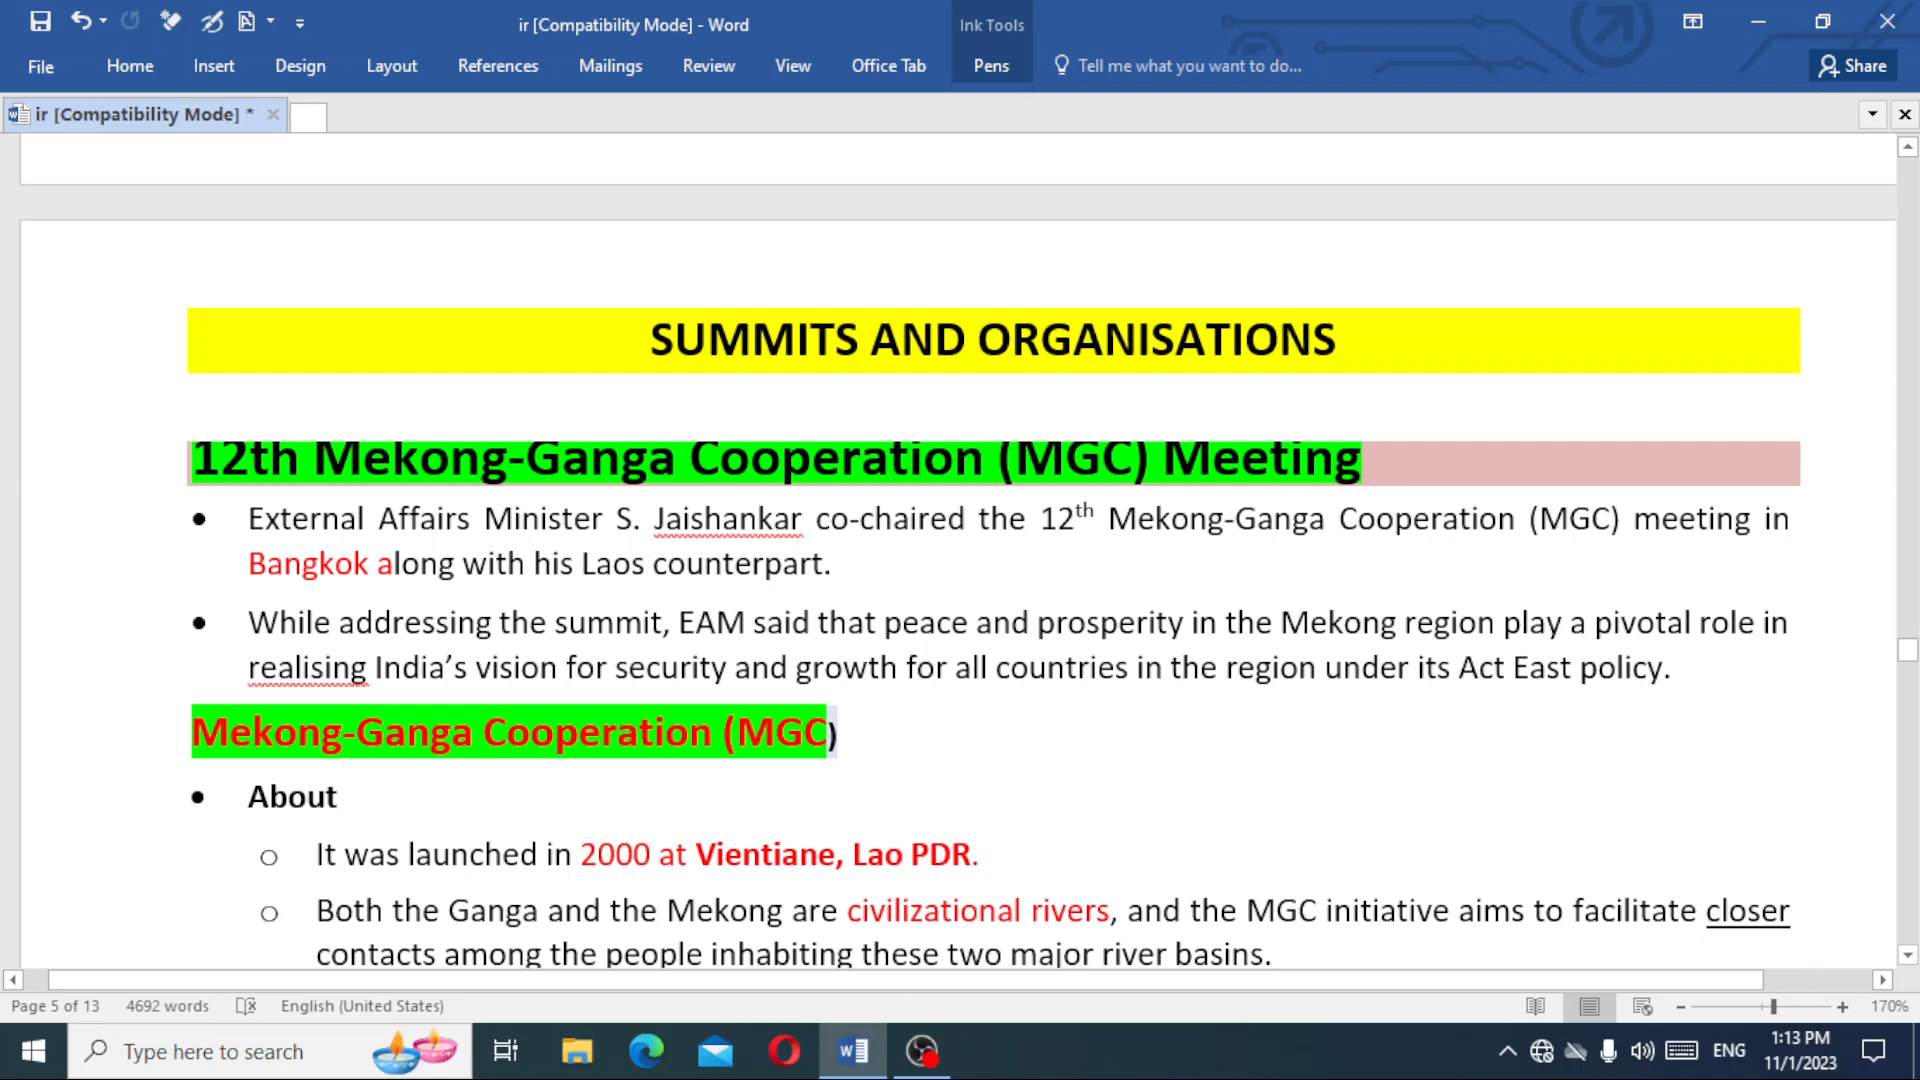 ir [Compatibility Mode] - Word
Ink Tools
File Home Insert Design Layout References Mailings Review View Office Tab Pens Tell me what you want to do... Share
ir [Compatibility Mode] *
SUMMITS AND ORGANISATIONS
12th Mekong-Ganga Cooperation (MGC) Meeting
• External Affairs Minister S. Jaishankar co-chaired the 12th Mekong-Ganga Cooperation (MGC) meeting in
Bangkok along with his Laos counterpart.
• While addressing the summit, EAM said that peace and prosperity in the Mekong region play a pivotal role in
realising India’s vision for security and growth for all countries in the region under its Act East policy.
Mekong-Ganga Cooperation (MGC)
• About
o It was launched in 2000 at Vientiane, Lao PDR.
o Both the Ganga and the Mekong are civilizational rivers, and the MGC initiative aims to facilitate closer
contacts among the people inhabiting these two major river basins.
Page 5 of 13 4692 words English (United States) 170%
Type here to search
ENG
1:13 PM
11/1/2023